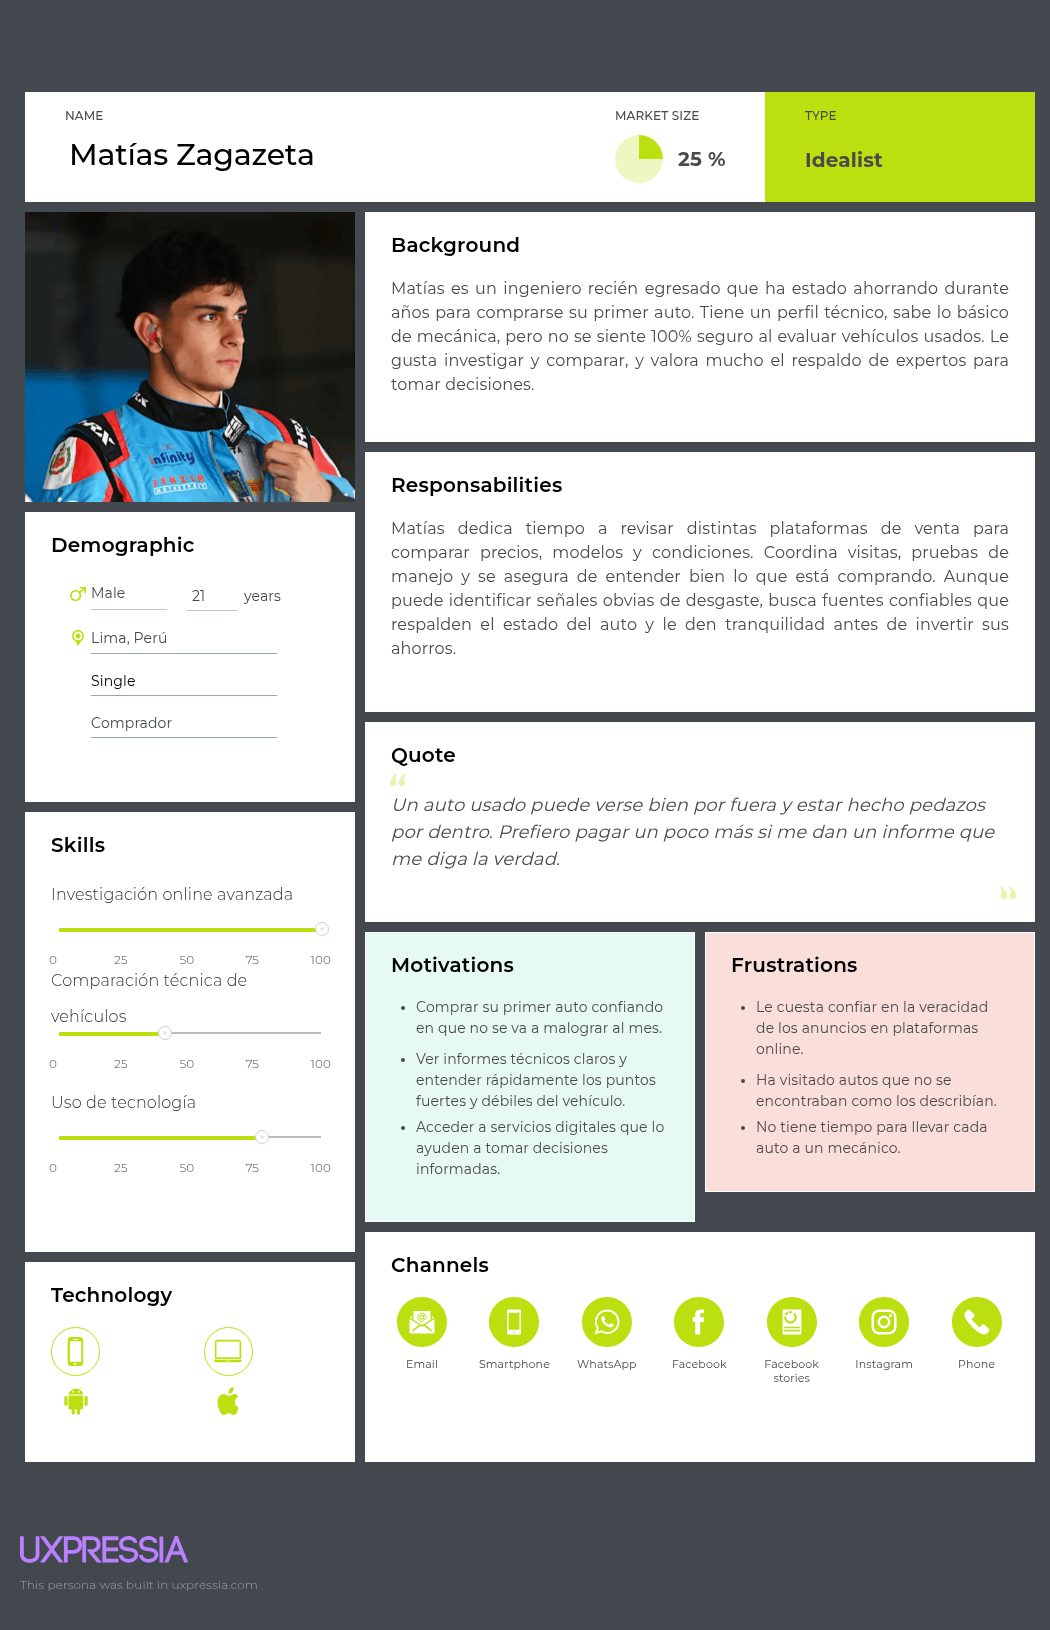 NAME
Matías Zagazeta
MARKET SIZE
25 %
TYPE
Idealist
HRX
HRX
Infinity
Background
Matías es un ingeniero recién egresado que ha estado ahorrando durante
años para comprarse su primer auto. Tiene un perfil técnico, sabe lo básico
de mecánica, pero no se siente 100% seguro al evaluar vehículos usados. Le
gusta investigar y comparar, y valora mucho el respaldo de expertos para
tomar decisiones.
Responsabilities
Matías dedica tiempo a revisar distintas plataformas de venta para
comparar precios, modelos y condiciones. Coordina visitas, pruebas de
manejo y se asegura de entender bien lo que está comprando. Aunque
puede identificar señales obvias de desgaste, busca fuentes confiables que
respalden el estado del auto y le den tranquilidad antes de invertir sus
ahorros.
Demographic
Male
21 years
Lima, Perú
Single
Comprador
Quote
“
Un auto usado puede verse bien por fuera y estar hecho pedazos
por dentro. Prefiero pagar un poco más si me dan un informe que
me diga la verdad.
”
Skills
Investigación online avanzada
0 25 50 75 100
Comparación técnica de
vehículos
0 25 50 75 100
Uso de tecnología
0 25 50 75 100
Motivations
• Comprar su primer auto confiando
en que no se va a malograr al mes.
• Ver informes técnicos claros y
entender rápidamente los puntos
fuertes y débiles del vehículo.
• Acceder a servicios digitales que lo
ayuden a tomar decisiones
informadas.
Frustrations
• Le cuesta confiar en la veracidad
de los anuncios en plataformas
online.
• Ha visitado autos que no se
encontraban como los describían.
• No tiene tiempo para llevar cada
auto a un mecánico.
Technology
Channels
Email
Smartphone
WhatsApp
Facebook
Facebook
stories
Instagram
Phone
UXPRESSIA
This persona was built in uxpressia.com